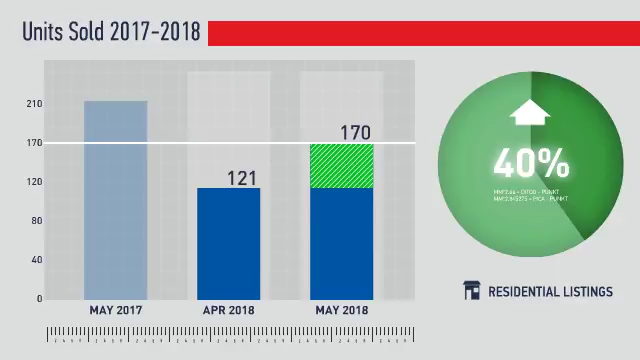 Units Sold 2017-2018
210
170
120
80
40
0
121
170
MAY 2017
APR 2018
MAY 2018
40%
RESIDENTIAL LISTINGS